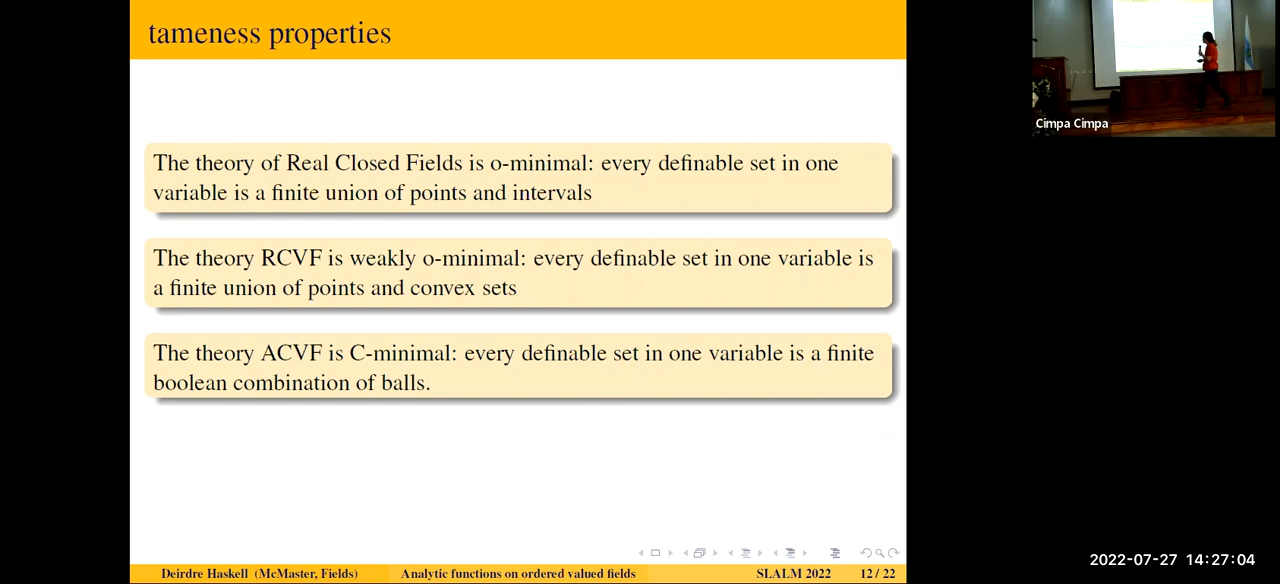 tameness properties
The theory of Real Closed Fields is o-minimal: every definable set in one
variable is a finite union of points and intervals
The theory RCVF is weakly o-minimal: every definable set in one variable is
a finite union of points and convex sets
The theory ACVF is C-minimal: every definable set in one variable is a finite
boolean combination of balls.
Deirdre Haskell (McMaster, Fields) Analytic functions on ordered valued fields SLALM 2022 12 / 22
Cimpa Cimpa
2022-07-27 14:27:04